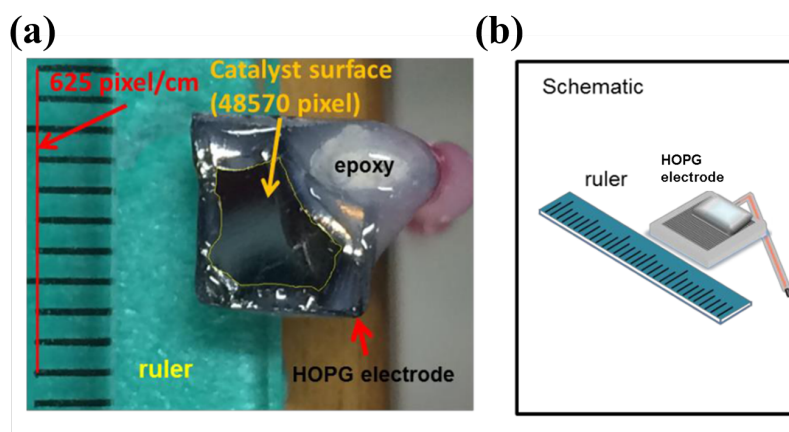 (a)
625 pixel/cm
Catalyst surface
(48570 pixel)
epoxy
ruler
HOPG electrode
(b)
Schematic
ruler
HOPG
electrode